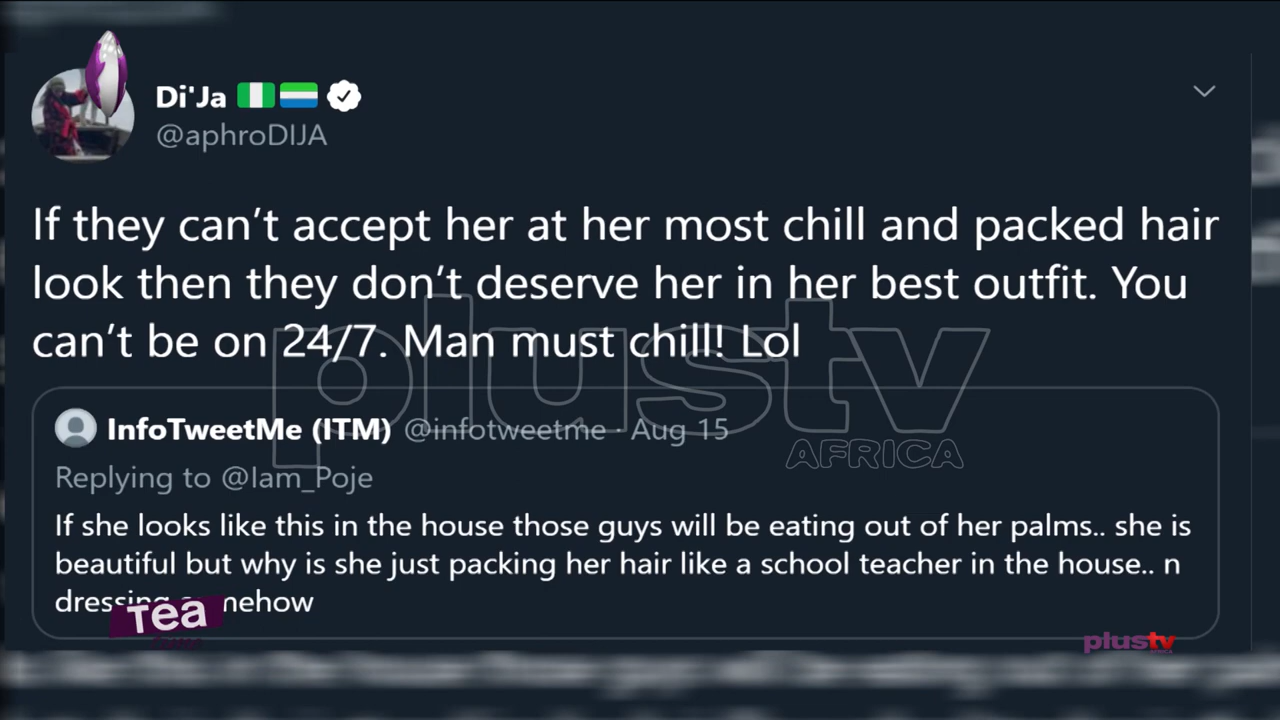 Di'Ja
@aphroDIJA
If they can't accept her at her most chill and packed hair
look then they don't deserve her in her best outfit. You
can't be on 24/7. Man must chill! Lol
plustv
AFRICA
InfoTweetMe (ITM) @infotweetme · Aug 15
Replying to @Iam_Poje
If she looks like this in the house those guys will be eating out of her palms.. she is
beautiful but why is she just packing her hair like a school teacher in the house.. n
Tea
plustv